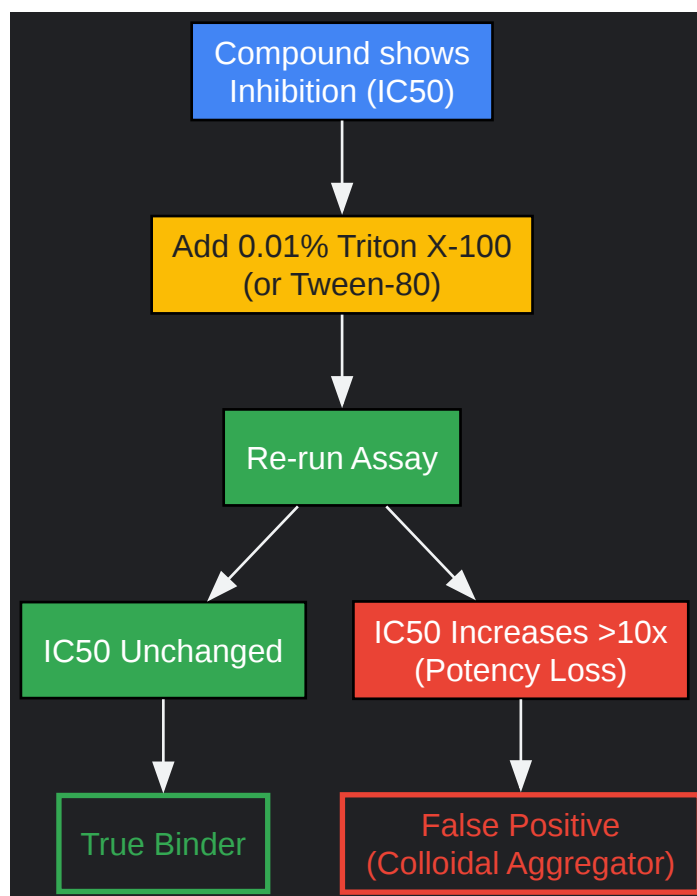 Compound shows
Inhibition (IC50)
Add 0.01% Triton X-100
(or Tween-80)
Re-run Assay
IC50 Unchanged
IC50 Increases >10x
(Potency Loss)
True Binder
False Positive
(Colloidal Aggregator)